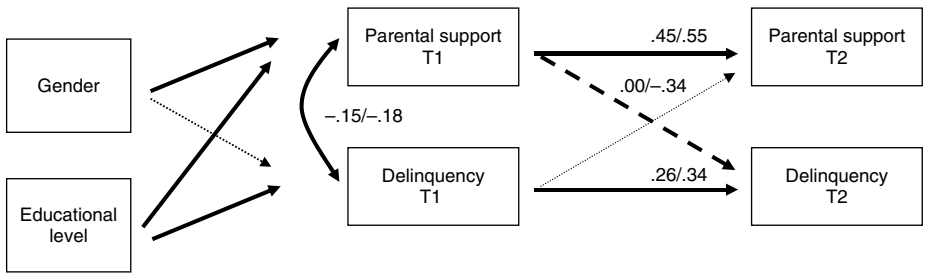 Gender
Educational
level
Parental support
T1
–.15/–.18
Delinquency
T1
.45/.55
.00/–.34
.26/.34
Parental support
T2
Delinquency
T2